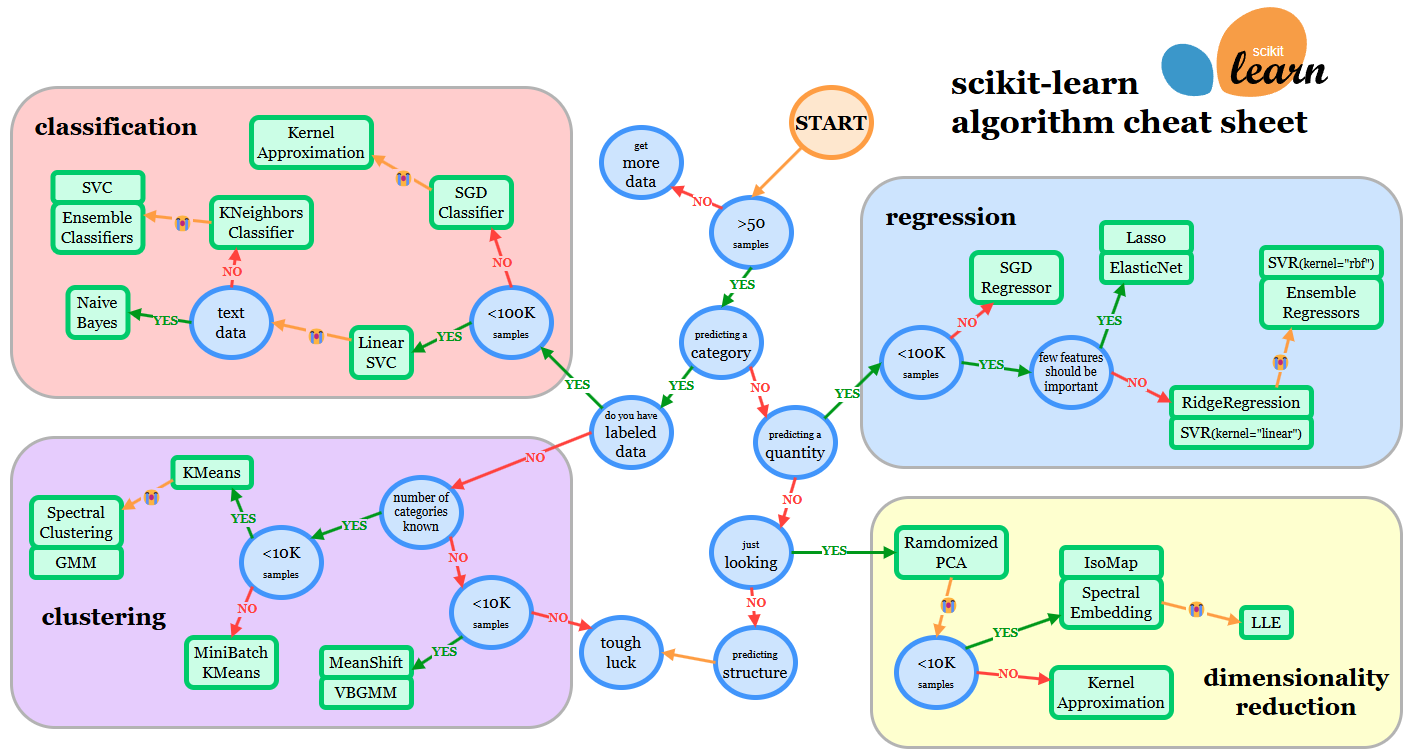 scikit
learn
scikit-learn
algorithm cheat sheet
START
get
more
data
NO
>50
samples
YES
predicting a
category
YES
NO
do you have
labeled
data
YES
NO
predicting a
quantity
YES
NO
just
looking
YES
NO
predicting
structure
tough
luck
classification
Kernel
Approximation
SVC
Ensemble
Classifiers
KNeighbors
Classifier
SGD
Classifier
NO
NO
Naive
Bayes
YES
text
data
Linear
SVC
YES
<100K
samples
regression
SGD
Regressor
Lasso
ElasticNet
SVR(kernel="rbf")
Ensemble
Regressors
<100K
samples
NO
YES
YES
few features
should be
important
NO
RidgeRegression
SVR(kernel="linear")
clustering
KMeans
Spectral
Clustering
GMM
YES
<10K
samples
YES
number of
categories
known
NO
NO
<10K
samples
NO
MiniBatch
KMeans
YES
MeanShift
VBGMM
dimensionality
reduction
Randomized
PCA
IsoMap
Spectral
Embedding
LLE
YES
<10K
samples
NO
Kernel
Approximation